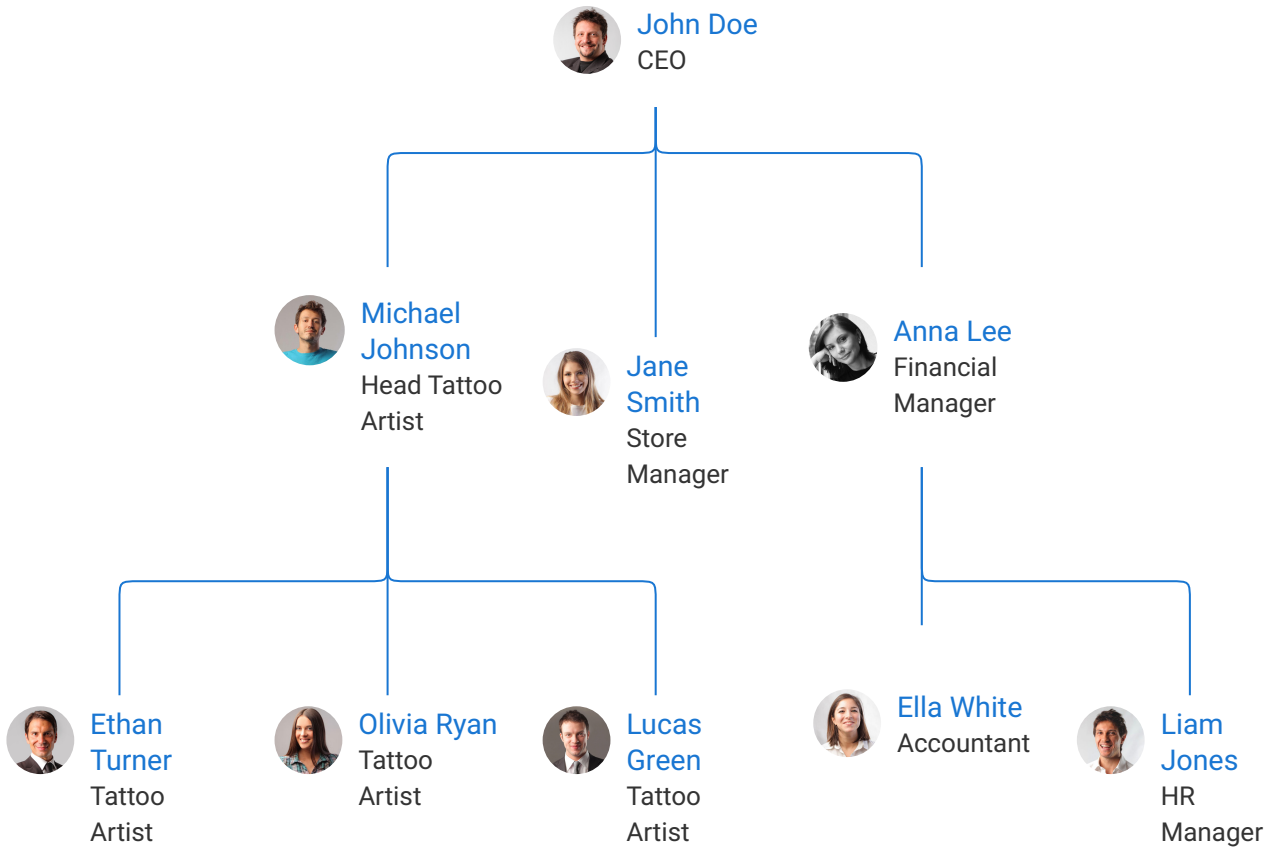 John Doe
CEO
Michael
Johnson
Head Tattoo
Artist
Jane
Smith
Store
Manager
Anna Lee
Financial
Manager
Ethan
Turner
Tattoo
Artist
Olivia Ryan
Tattoo
Artist
Lucas
Green
Tattoo
Artist
Ella White
Accountant
Liam
Jones
HR
Manager